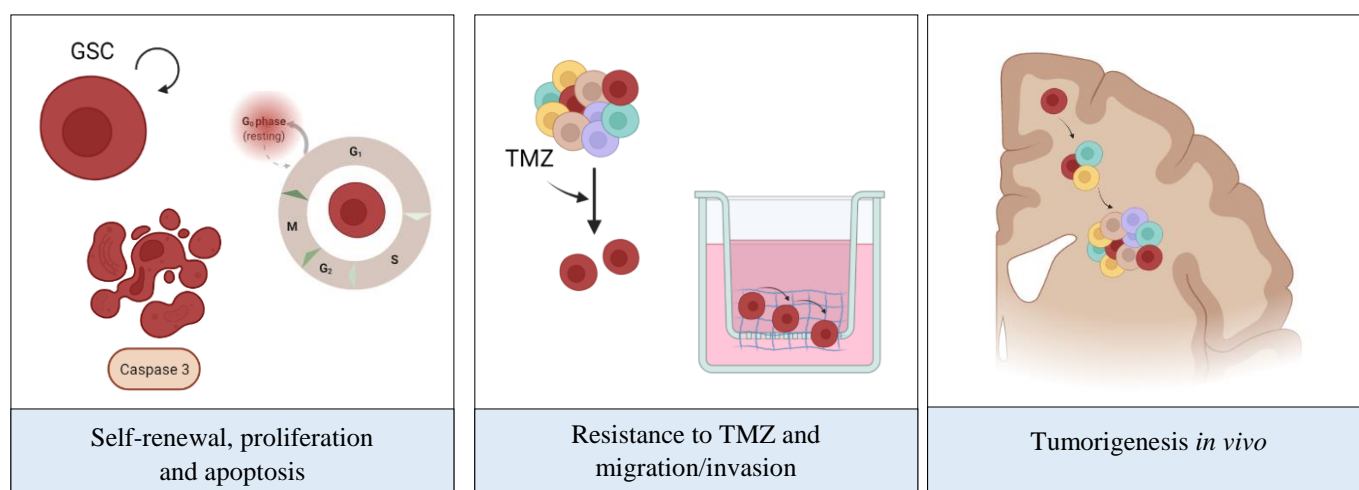 GSC
G₀ phase
(resting)
G₁
M
G₂
S
Caspase 3
Self-renewal, proliferation
and apoptosis
TMZ
Resistance to TMZ and
migration/invasion
Tumorigenesis in vivo